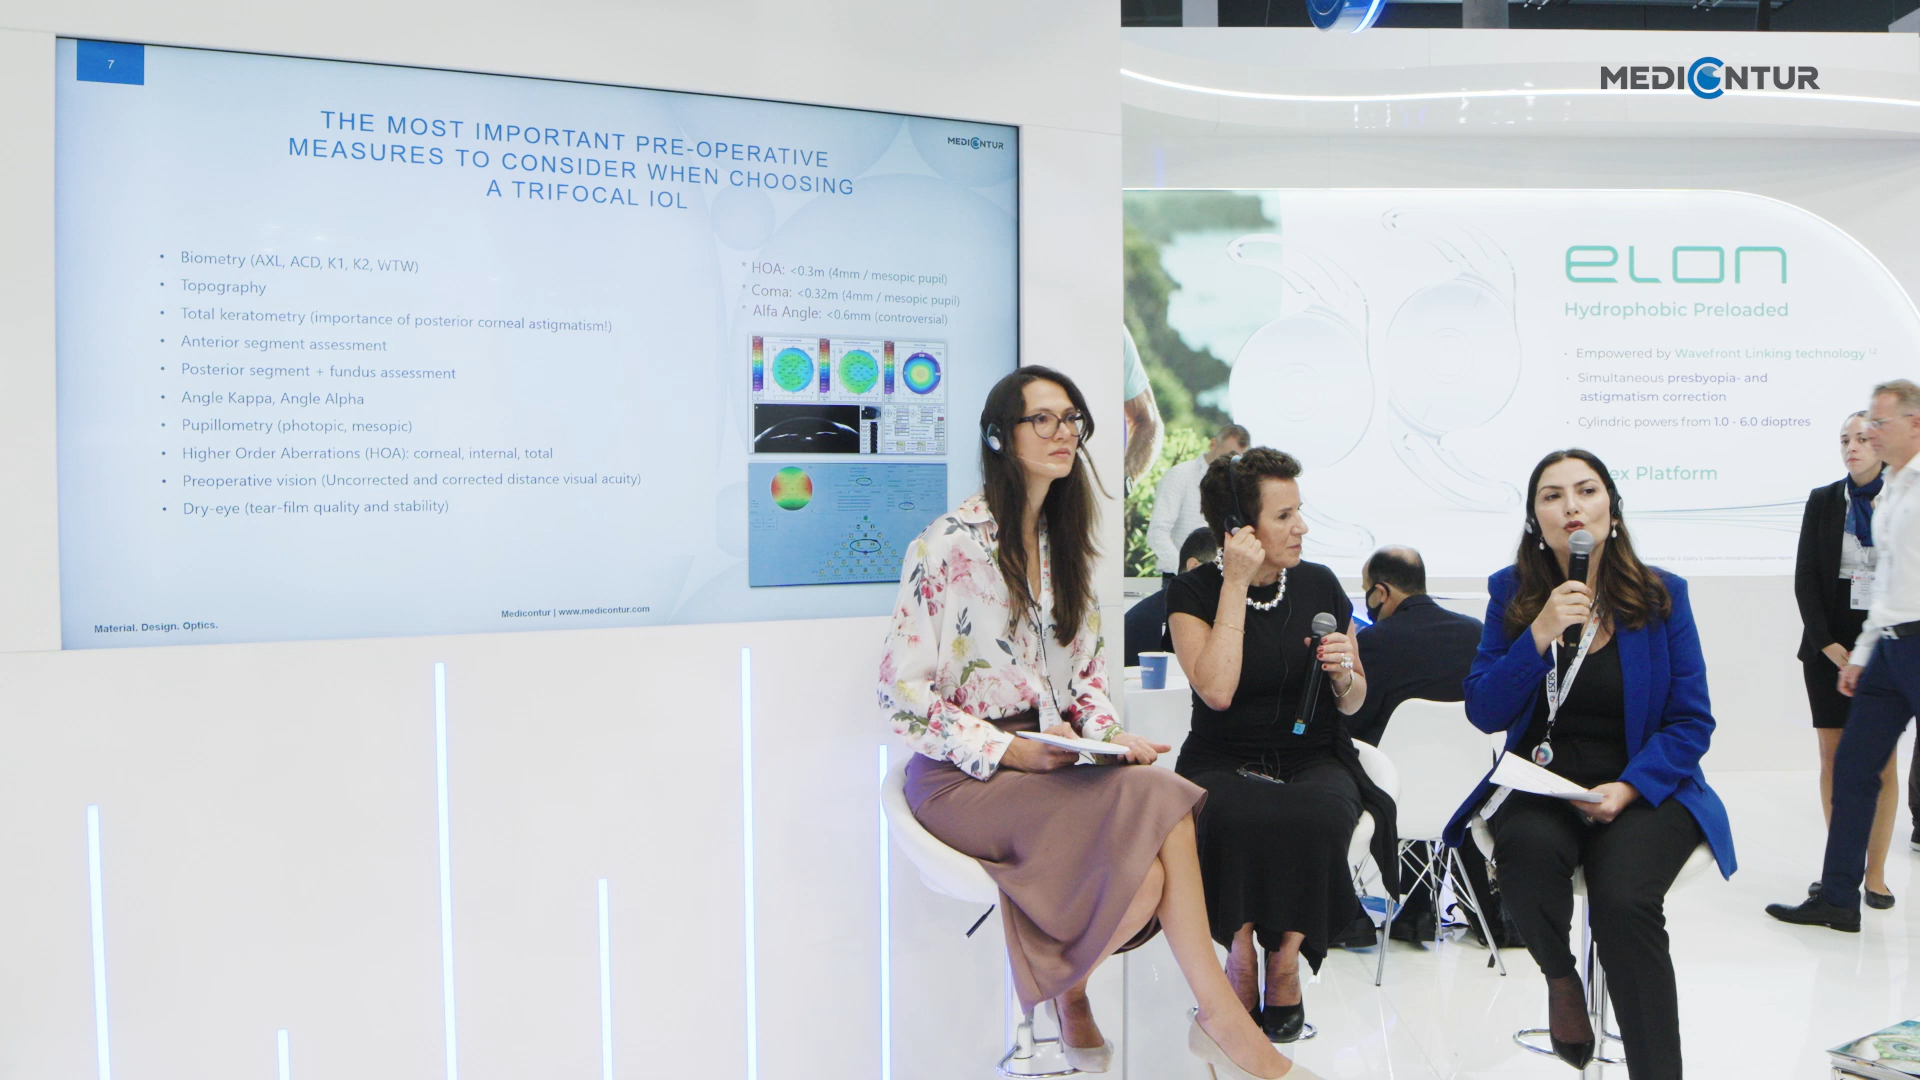 7
MEDICONTUR
THE MOST IMPORTANT PRE-OPERATIVE
MEASURES TO CONSIDER WHEN CHOOSING
A TRIFOCAL IOL
• Biometry (AXL, ACD, K1, K2, WTW)
• Topography
• Total keratometry (importance of posterior corneal astigmatism!)
• Anterior segment assessment
• Posterior segment + fundus assessment
• Angle Kappa, Angle Alpha
• Pupillometry (photopic, mesopic)
• Higher Order Aberrations (HOA): corneal, internal, total
• Preoperative vision (Uncorrected and corrected distance visual acuity)
• Dry-eye (tear-film quality and stability)
* HOA: <0.3m (4mm / mesopic pupil)
* Coma: <0.32m (4mm / mesopic pupil)
* Alfa Angle: <0.6mm (controversial)
Material. Design. Optics.
Medicontur | www.medicontur.com
MEDICONTUR
elon
Hydrophobic Preloaded
• Empowered by Wavefront Linking technology
• Simultaneous presbyopia- and
astigmatism correction
• Cylindric powers from 1.0 - 6.0 dioptres
ex Platform
ESCRS